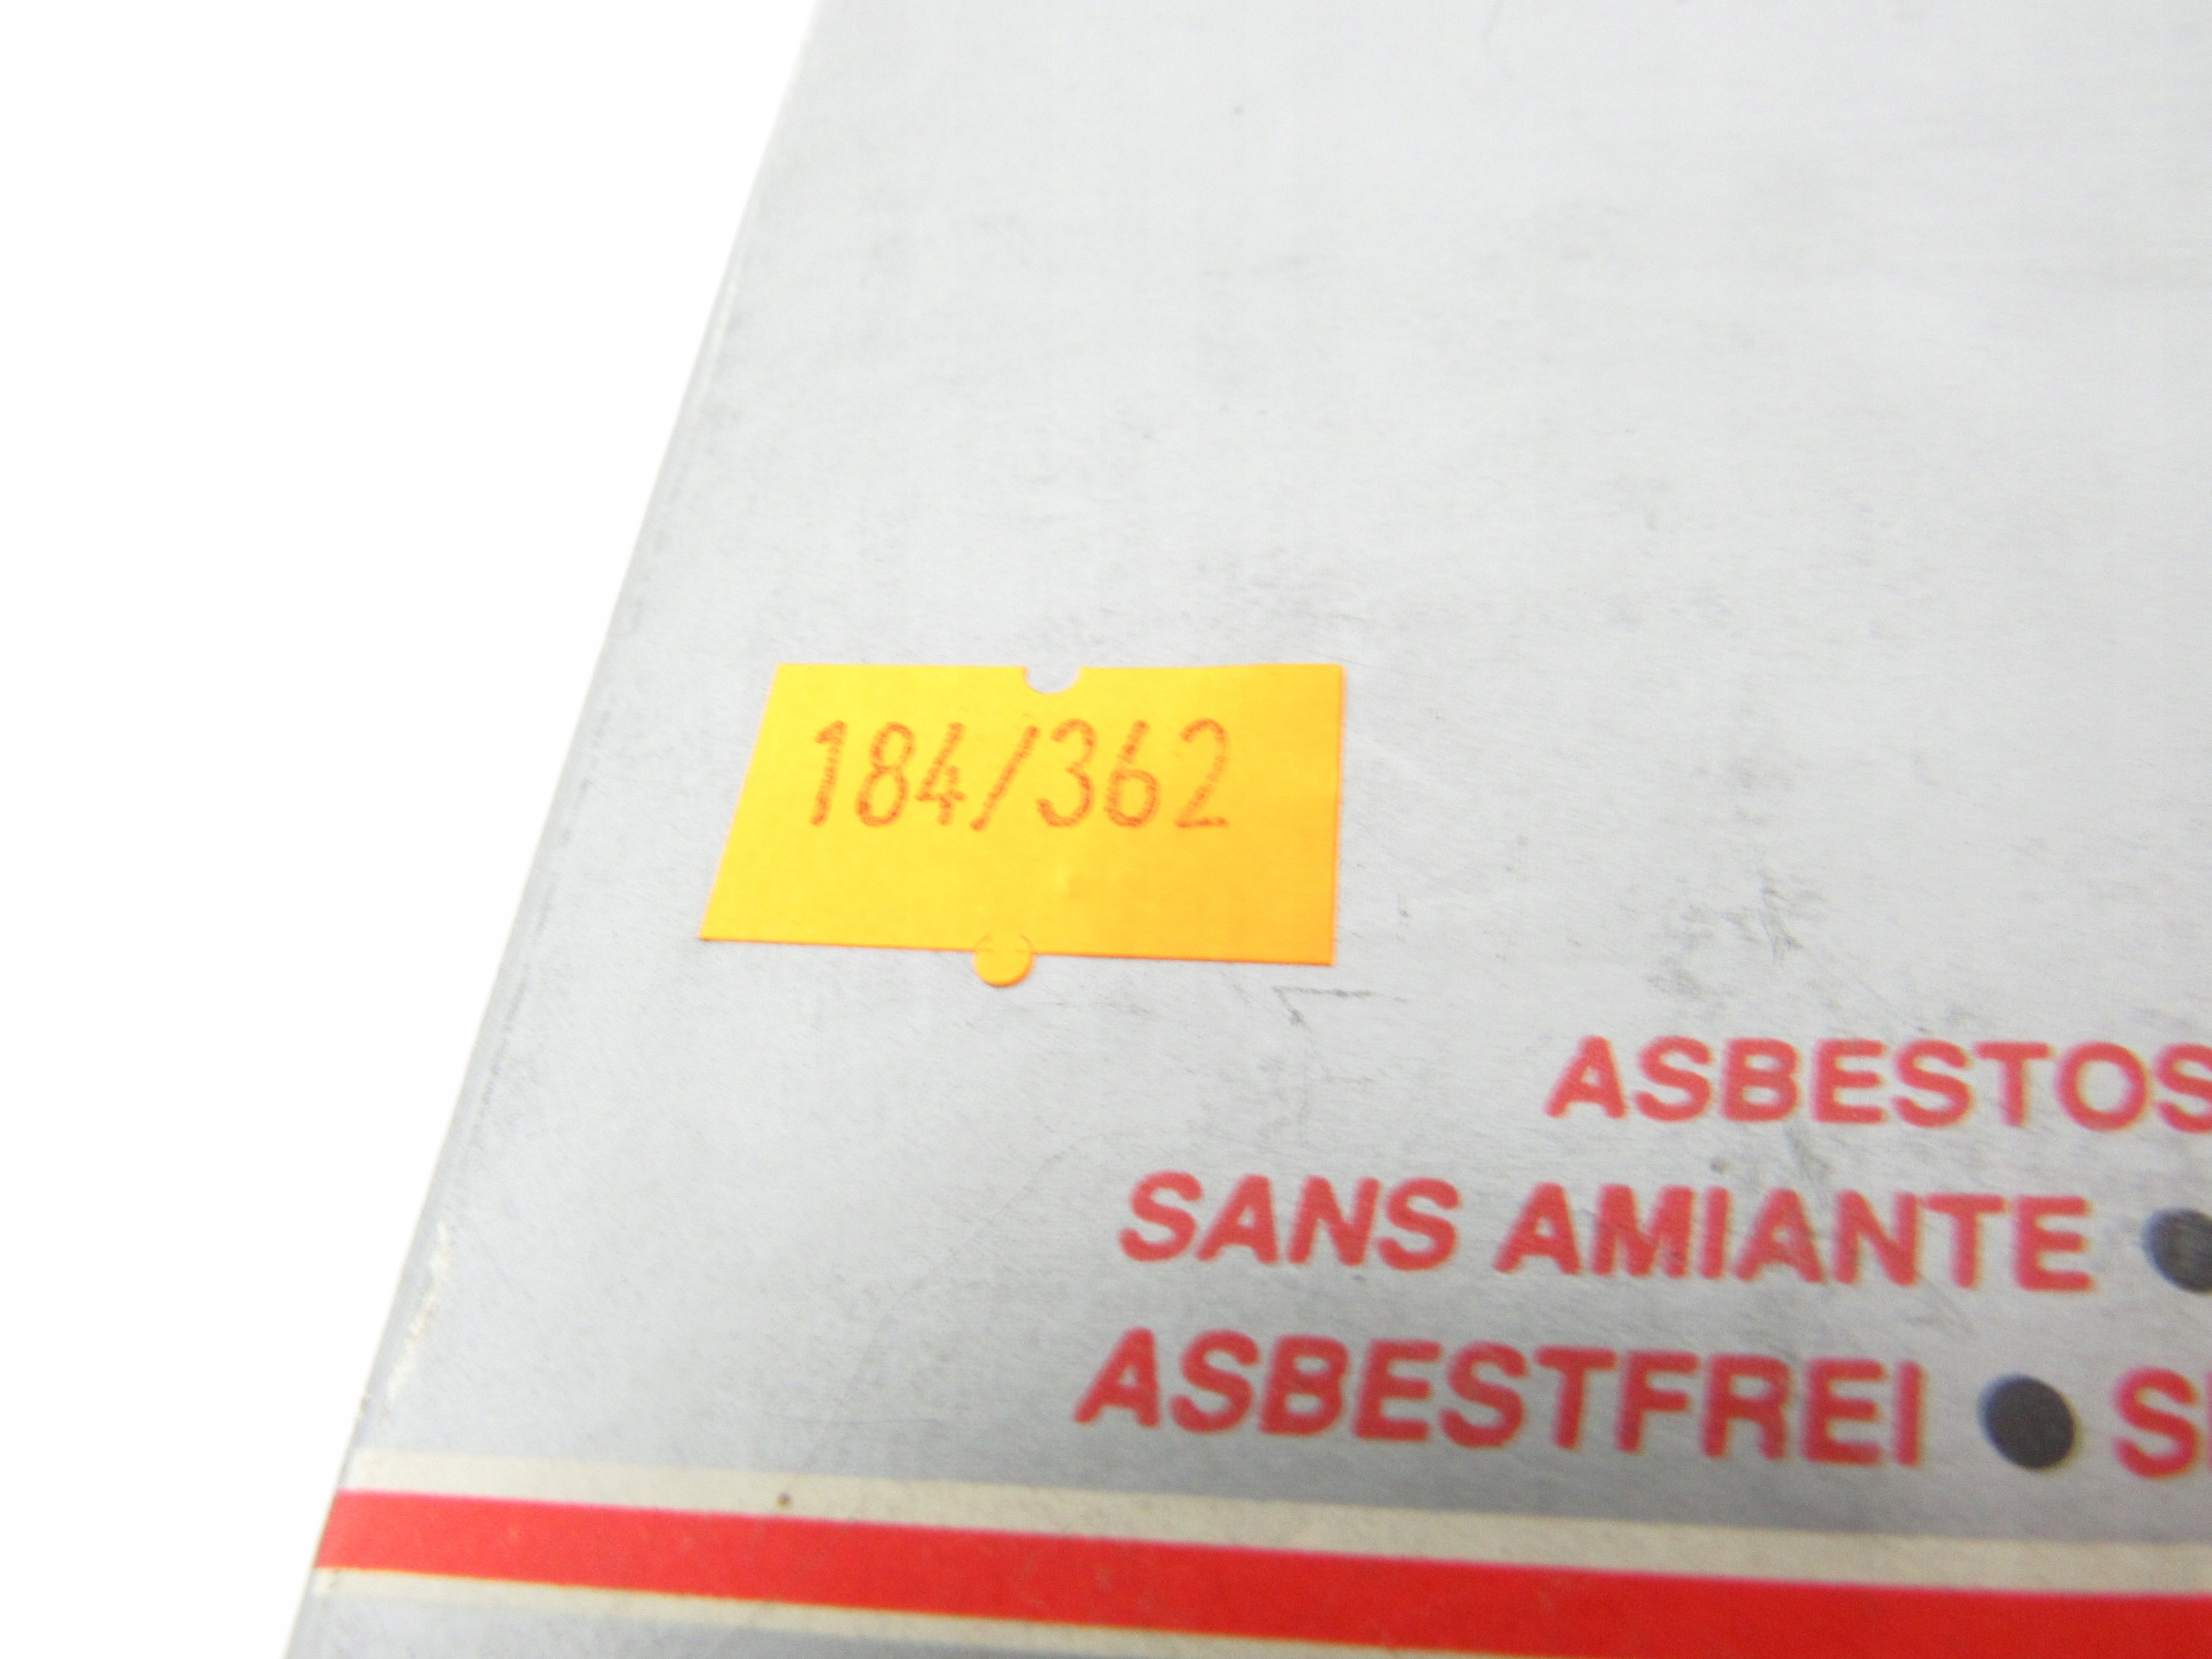 184/362
ASBESTOS
SANS AMIANTE •
ASBESTFREI •